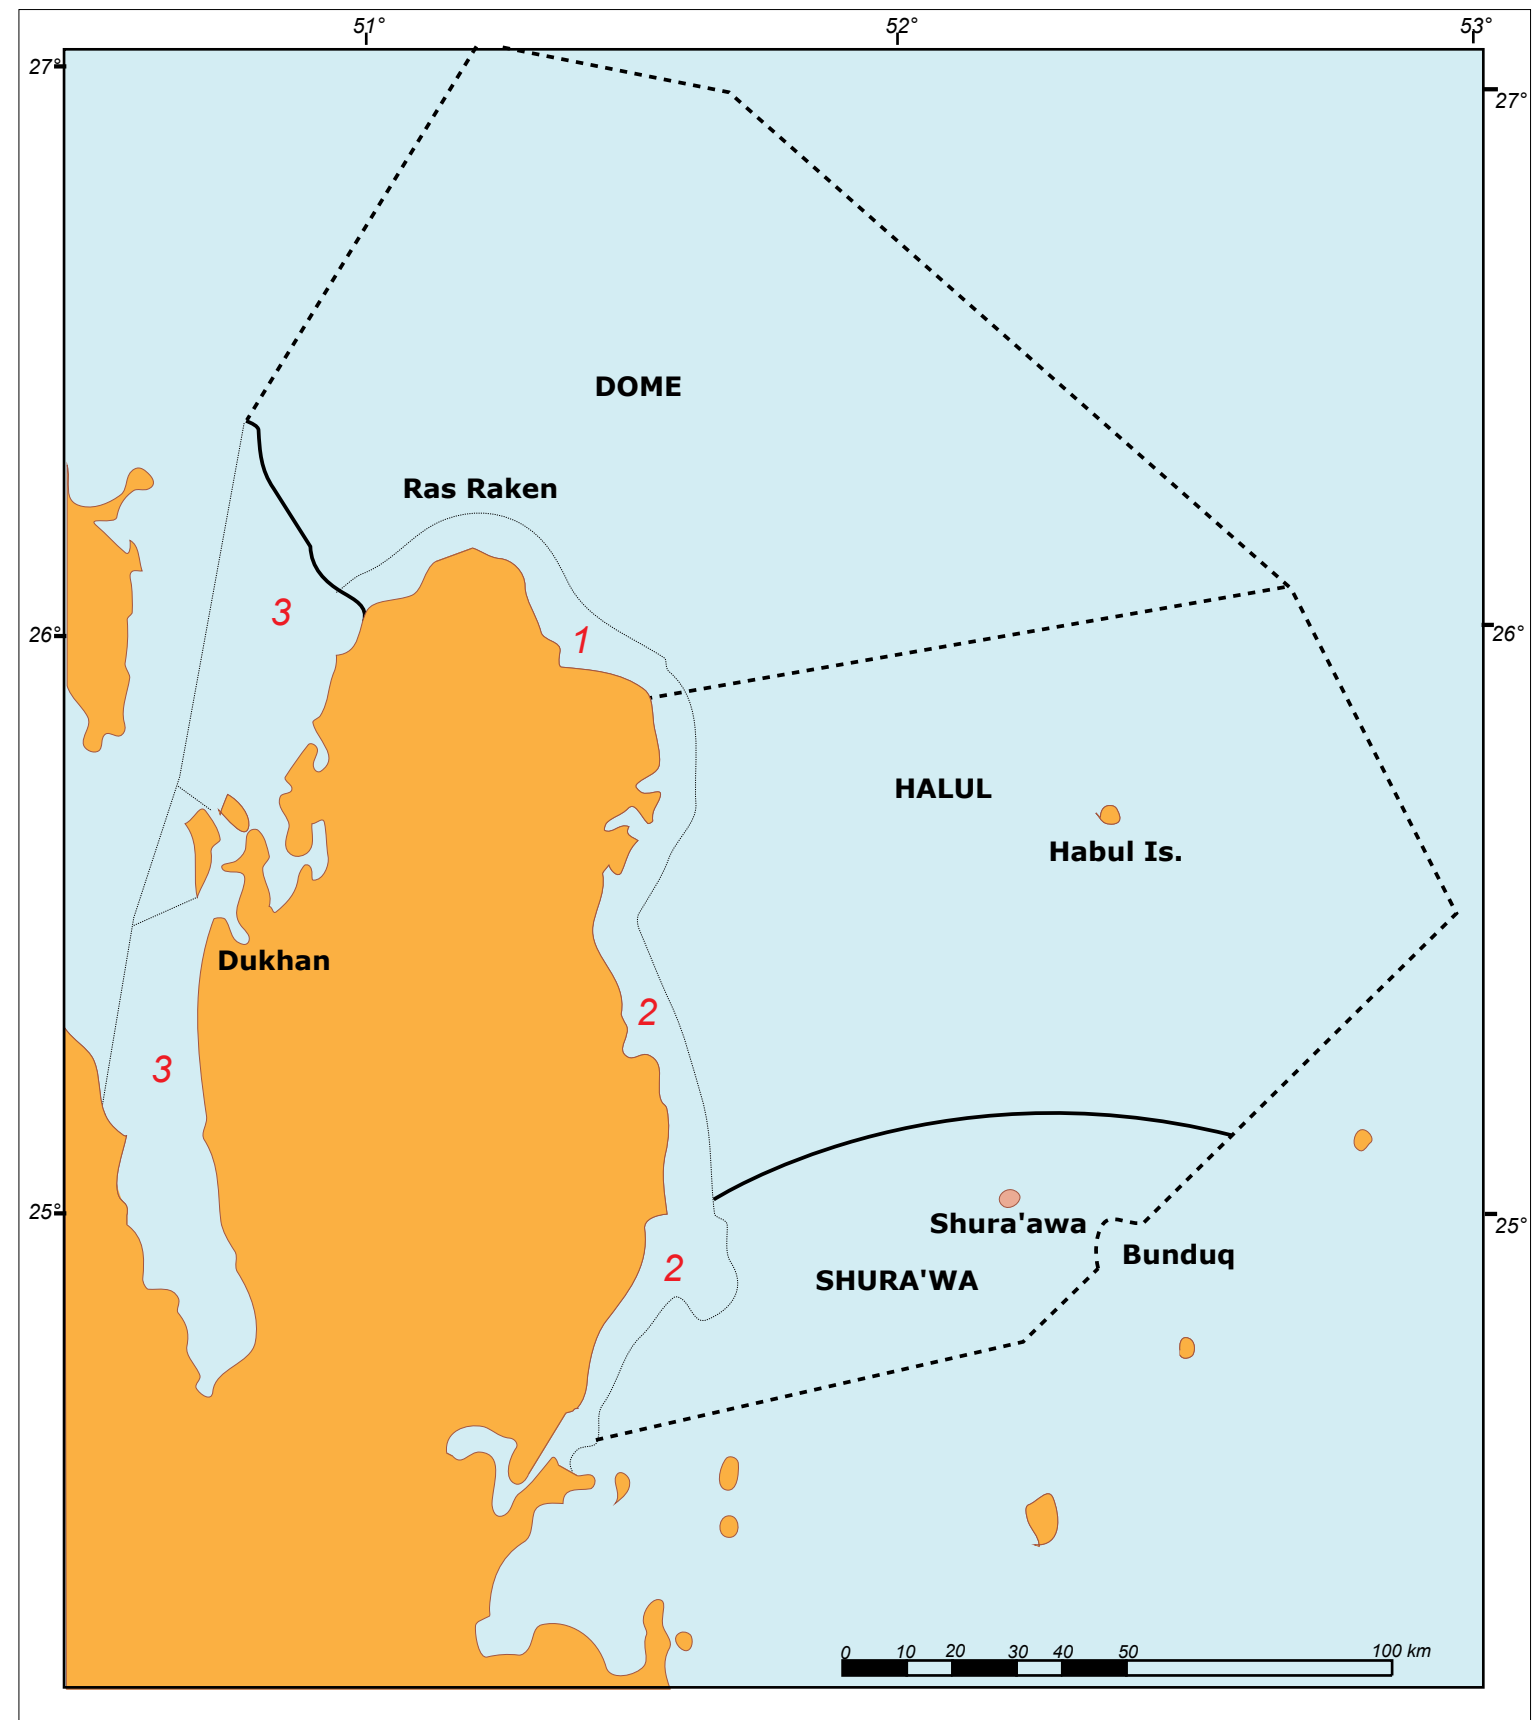 51° 52° 53°
27° 27°
DOME
Ras Raken
3 1
26° 26°
HALUL
Habul Is.
Dukhan
2
3
25° 25°
Shura'awa
Bunduq
2 SHURA'WA
0 10 20 30 40 50 100 km